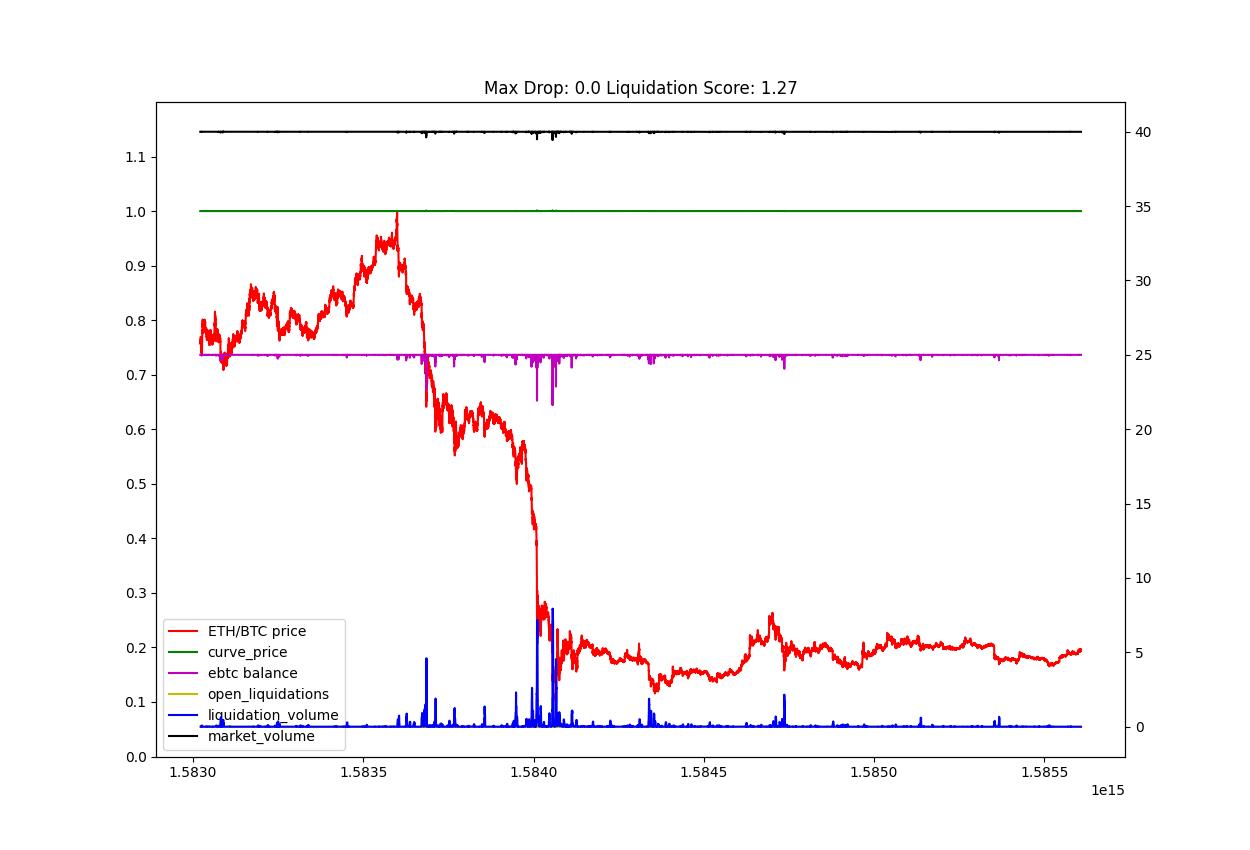 Max Drop: 0.0 Liquidation Score: 1.27
1.1
1.0
0.9
0.8
0.7
0.6
0.5
0.4
0.3
0.2
0.1
0.0
40
35
30
25
20
15
10
5
0
ETH/BTC price
curve_price
ebtc balance
open_liquidations
liquidation_volume
market_volume
1.5830 1.5835 1.5840 1.5845 1.5850 1.5855
1e15